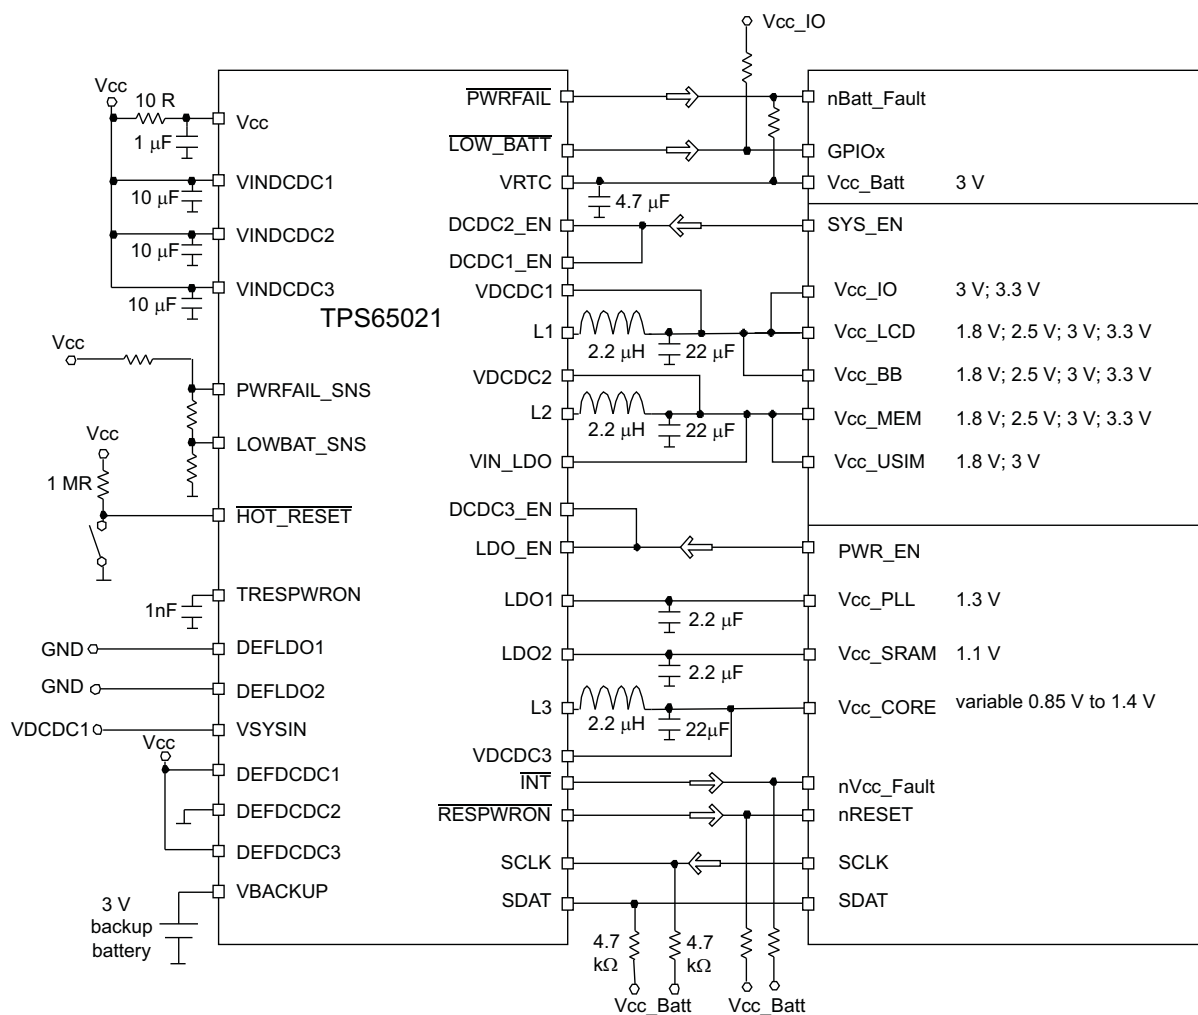 Vcc_IO
Vcc
10 R
1 μF
10 μF
10 μF
10 μF
Vcc
Vcc
1 MR
1nF
GND
GND
VDCDC1
Vcc
3 V
backup
battery
Vcc
VINDCDC1
VINDCDC2
VINDCDC3
TPS65021
PWRFAIL_SNS
LOWBAT_SNS
HOT_RESET
TRESPWRON
DEFLDO1
DEFLDO2
VSYSIN
DEFDCDC1
DEFDCDC2
DEFDCDC3
VBACKUP
PWRFAIL
LOW_BATT
VRTC
DCDC2_EN
DCDC1_EN
VDCDC1
L1
VDCDC2
L2
VIN_LDO
DCDC3_EN
LDO_EN
LDO1
LDO2
L3
VDCDC3
INT
RESPWRON
SCLK
SDAT
4.7 μF
2.2 μH
22 μF
2.2 μH
22 μF
2.2 μF
2.2 μF
2.2 μH
22μF
4.7
kΩ
4.7
kΩ
Vcc_Batt
Vcc_Batt
nBatt_Fault
GPIOx
Vcc_Batt 3 V
SYS_EN
Vcc_IO 3 V; 3.3 V
Vcc_LCD 1.8 V; 2.5 V; 3 V; 3.3 V
Vcc_BB 1.8 V; 2.5 V; 3 V; 3.3 V
Vcc_MEM 1.8 V; 2.5 V; 3 V; 3.3 V
Vcc_USIM 1.8 V; 3 V
PWR_EN
Vcc_PLL 1.3 V
Vcc_SRAM 1.1 V
Vcc_CORE variable 0.85 V to 1.4 V
nVcc_Fault
nRESET
SCLK
SDAT